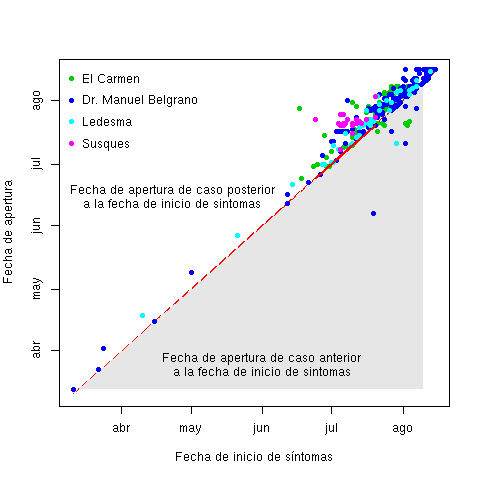 El Carmen
Dr. Manuel Belgrano
Ledesma
Susques
Fecha de apertura de caso posterior
a la fecha de inicio de sintomas
Fecha de apertura de caso anterior
a la fecha de inicio de sintomas
Fecha de apertura
abr
may
jun
jul
ago
abr
may
jun
jul
ago
Fecha de inicio de síntomas